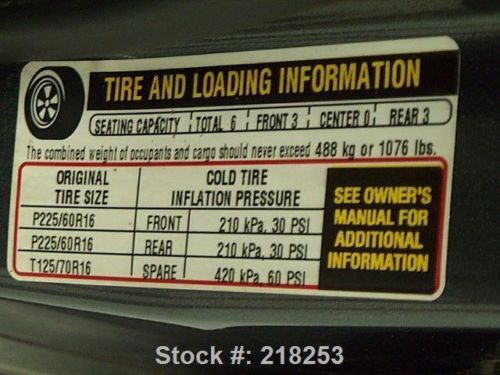 TIRE AND LOADING INFORMATION
SEATING CAPACITY TOTAL 6 FRONT 3 CENTER 0 REAR 3
The combined weight of occupants and cargo should never exceed 488 kg or 1076 lbs.
ORIGINAL TIRE SIZE
COLD TIRE INFLATION PRESSURE
P225/60R16 FRONT 210 kPa, 30 PSI
P225/60R16 REAR 210 kPa, 30 PSI
T125/70R16 SPARE 420 kPa, 60 PSI
SEE OWNER'S
MANUAL FOR
ADDITIONAL
INFORMATION
Stock #: 218253